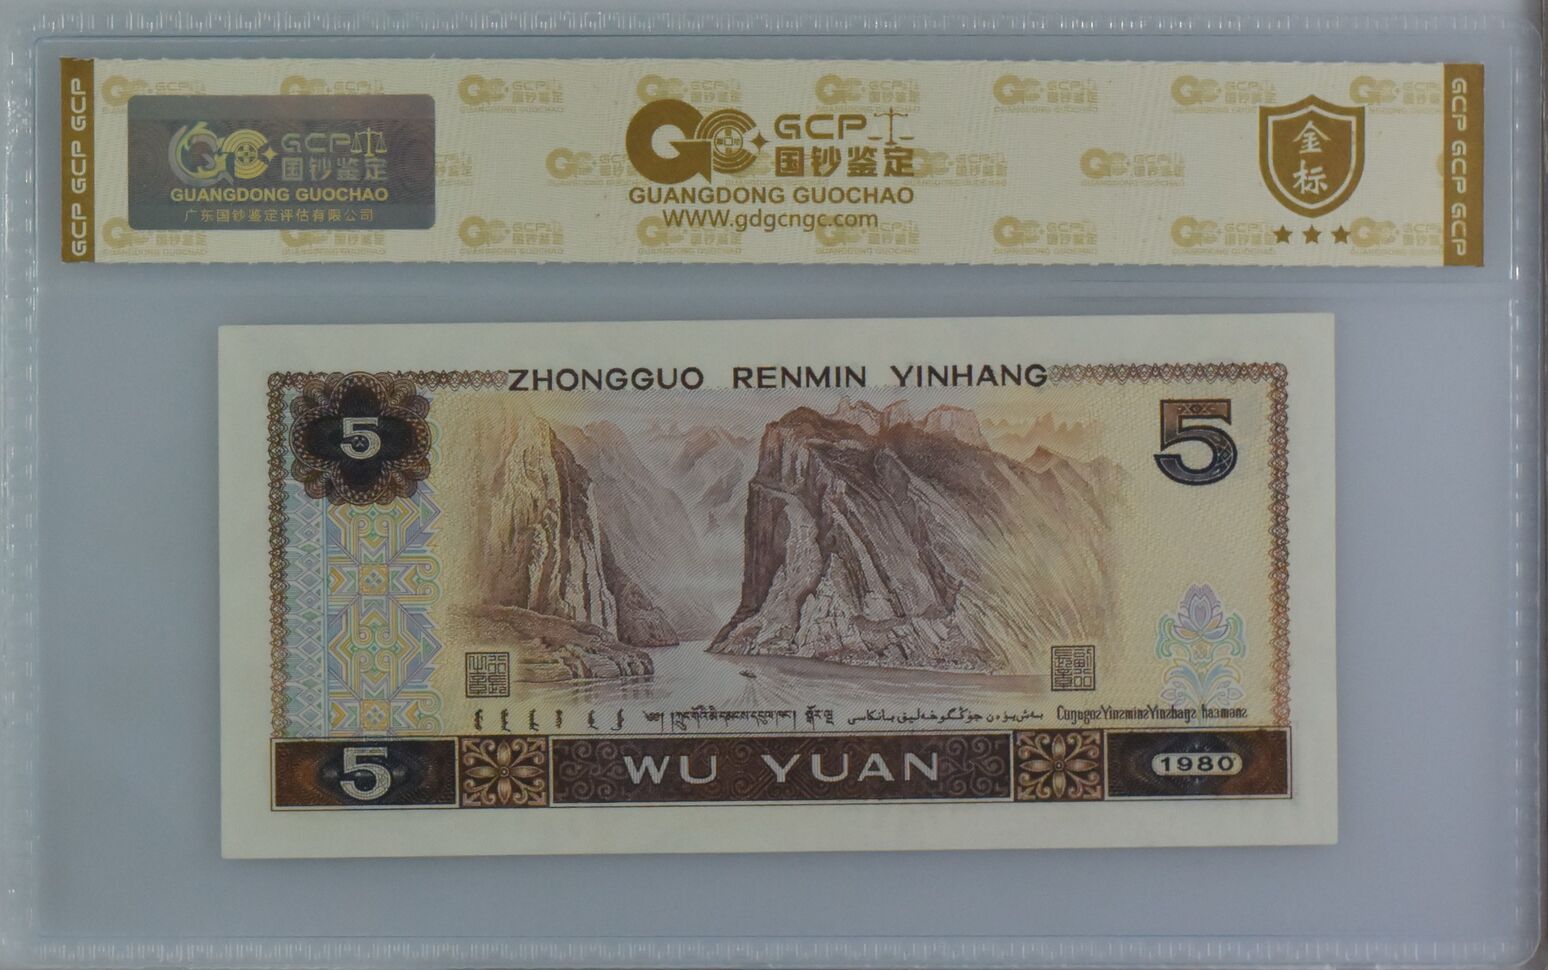 GCP GCP GCP
GCP
国钞鉴定
GUANGDONG GUOCHAO
广东国钞鉴定评估有限公司
GCP
国钞鉴定
GUANGDONG GUOCHAO
WWW.gdgcngc.com
金标
GCP GCP GCP
ZHONGGUO RENMIN YINHANG
5
5
5
WU YUAN
1980